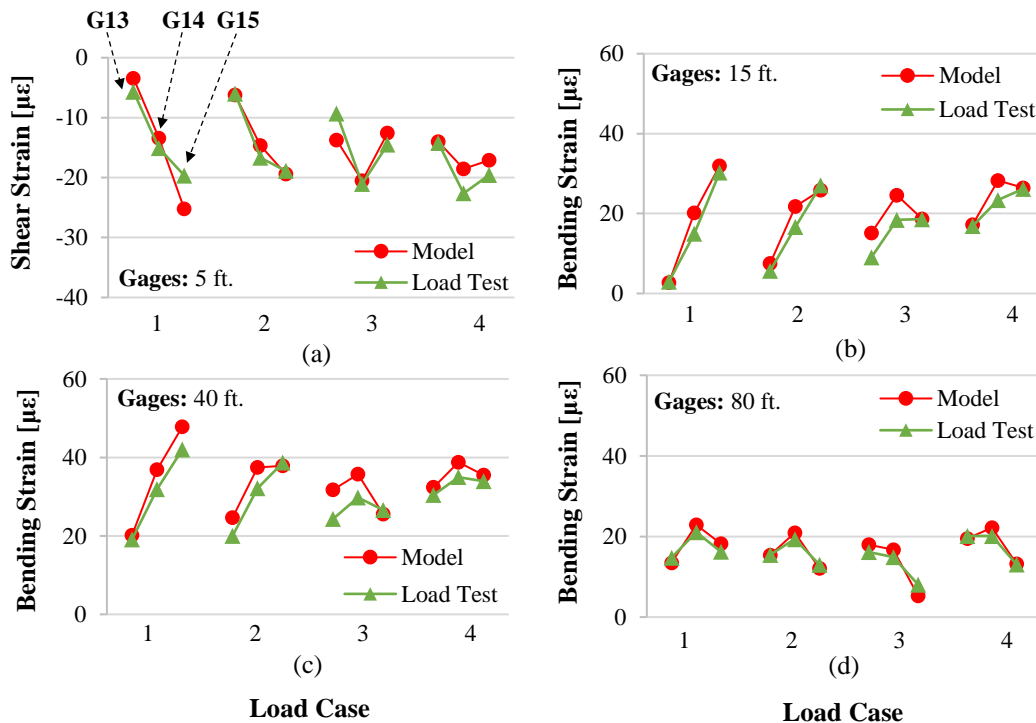 G13 G14 G15
Shear Strain [με]
0
-10
-20
-30
-40
Model
Load Test
Gages: 5 ft.
1 2 3 4
(a)
Bending Strain [με]
60
40
20
0
Gages: 15 ft.
Model
Load Test
1 2 3 4
(b)
Bending Strain [με]
60
40
20
0
Gages: 40 ft.
Model
Load Test
1 2 3 4
(c)
Load Case
Bending Strain [με]
60
40
20
0
Gages: 80 ft.
Model
Load Test
1 2 3 4
(d)
Load Case